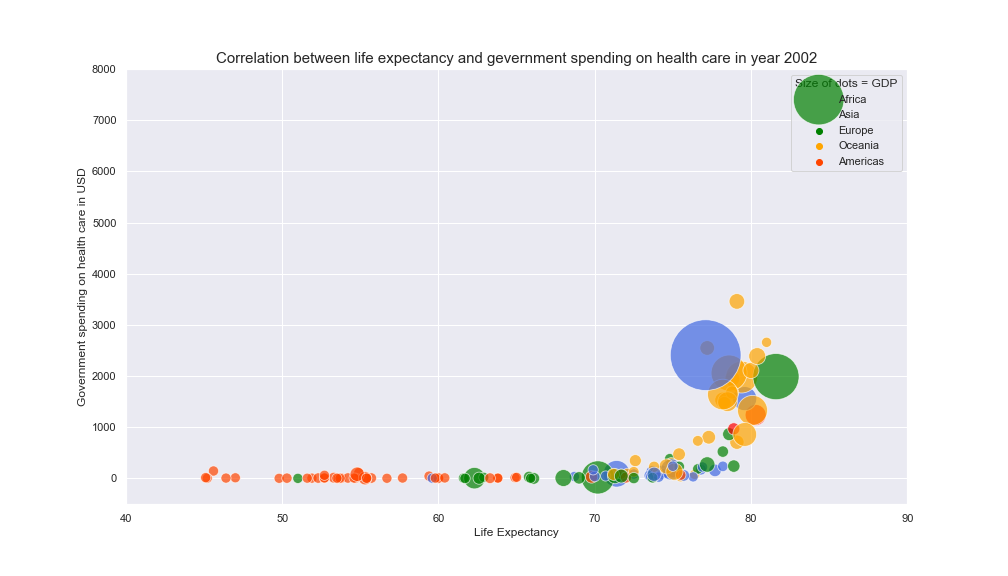 Correlation between life expectancy and gevernment spending on health care in year 2002
8000
7000
6000
5000
4000
3000
2000
1000
0
Government spending on health care in USD
Size of dots = GDP
Africa
Asia
Europe
Oceania
Americas
40 50 60 70 80 90
Life Expectancy